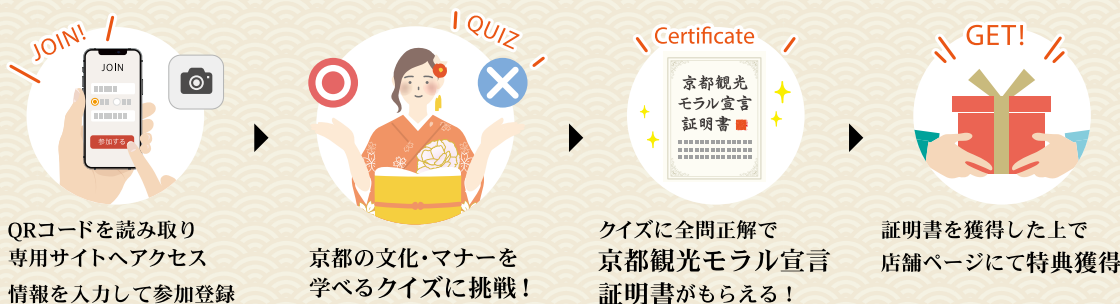 JOIN!
JOIN
参加する
QRコードを読み取り
専用サイトへアクセス
情報を入力して参加登録
QUIZ
京都の文化・マナーを
学べるクイズに挑戦！
Certificate
京都観光
モラル宣言
証明書
クイズに全問正解で
京都観光モラル宣言
証明書がもらえる！
GET!
証明書を獲得した上で
店舗ページにて特典獲得